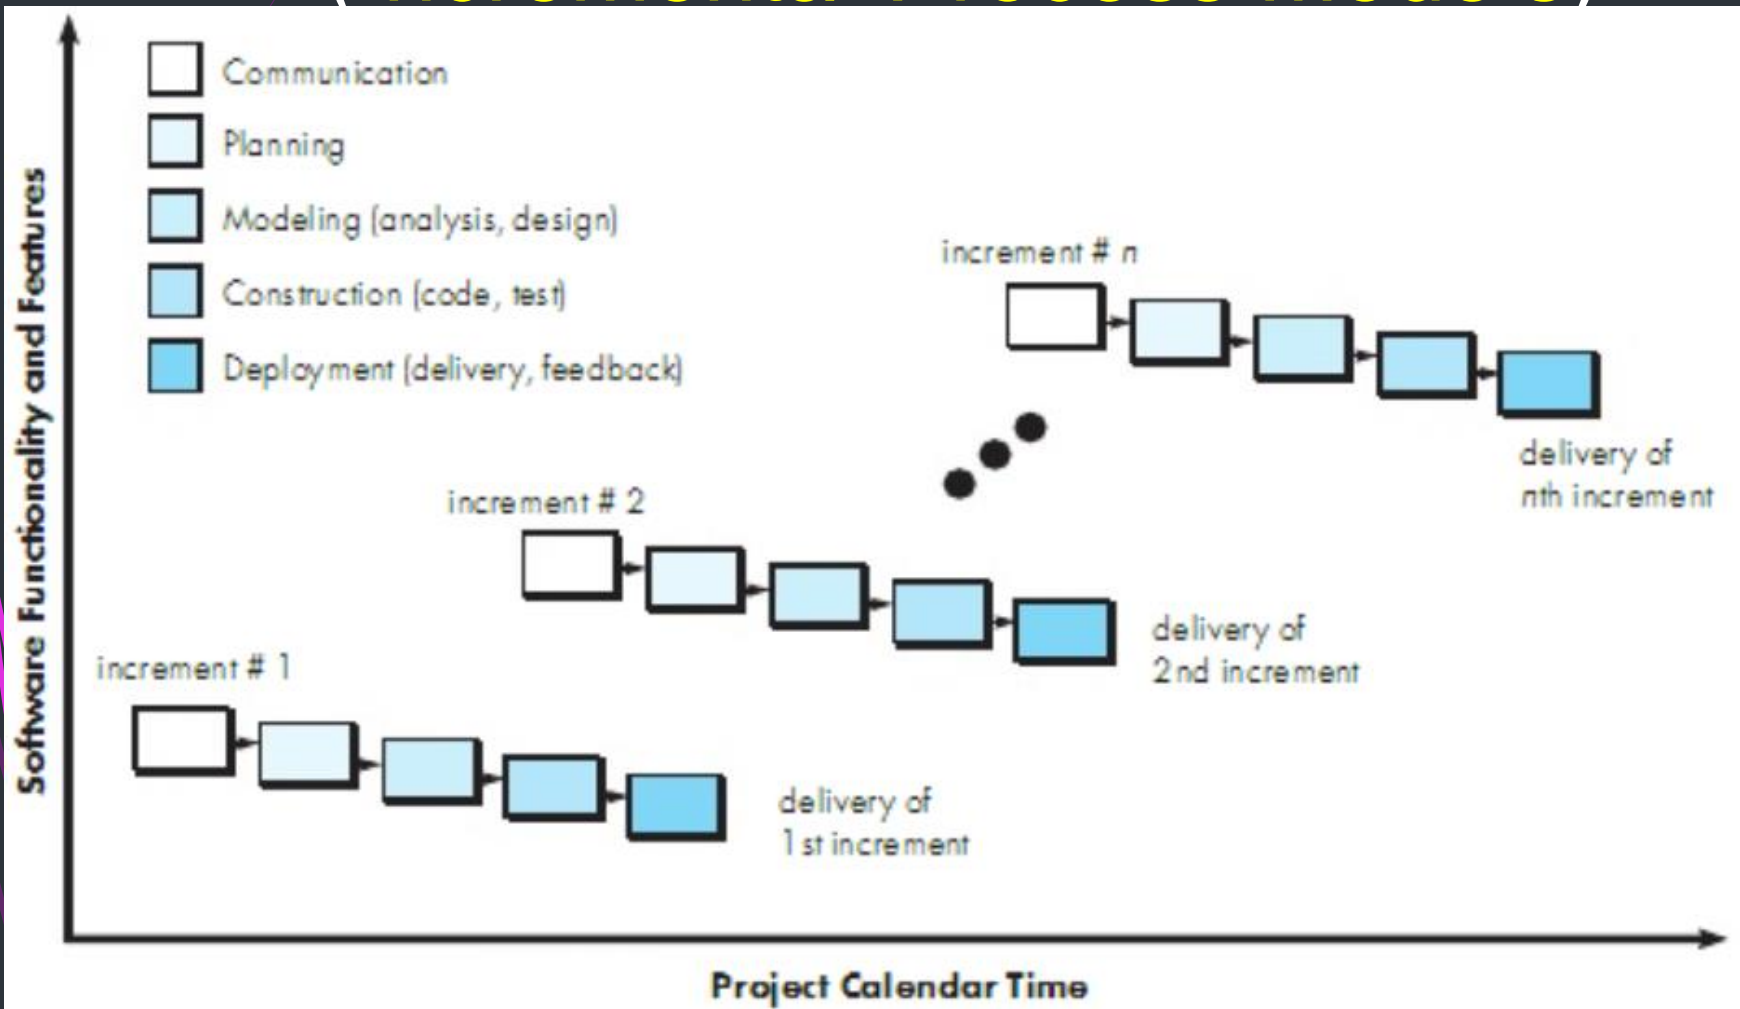 Communication
Planning
Modeling (analysis, design)
Construction (code, test)
Deployment (delivery, feedback)
Software Functionality and Features
increment # n
delivery of
nth increment
increment # 2
delivery of
2nd increment
increment # 1
delivery of
1st increment
Project Calendar Time